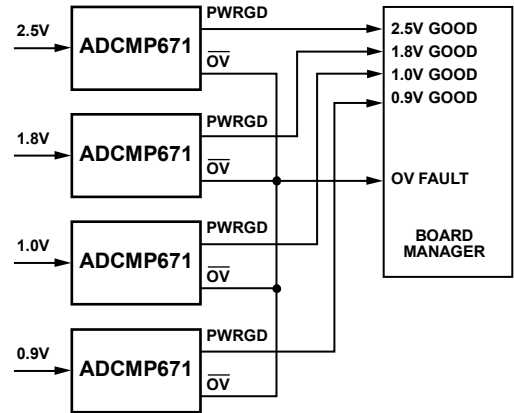 2.5V
ADCMP671
PWRGD
OV
1.8V
ADCMP671
PWRGD
OV
1.0V
ADCMP671
PWRGD
OV
0.9V
ADCMP671
PWRGD
OV
2.5V GOOD
1.8V GOOD
1.0V GOOD
0.9V GOOD
OV FAULT
BOARD
MANAGER